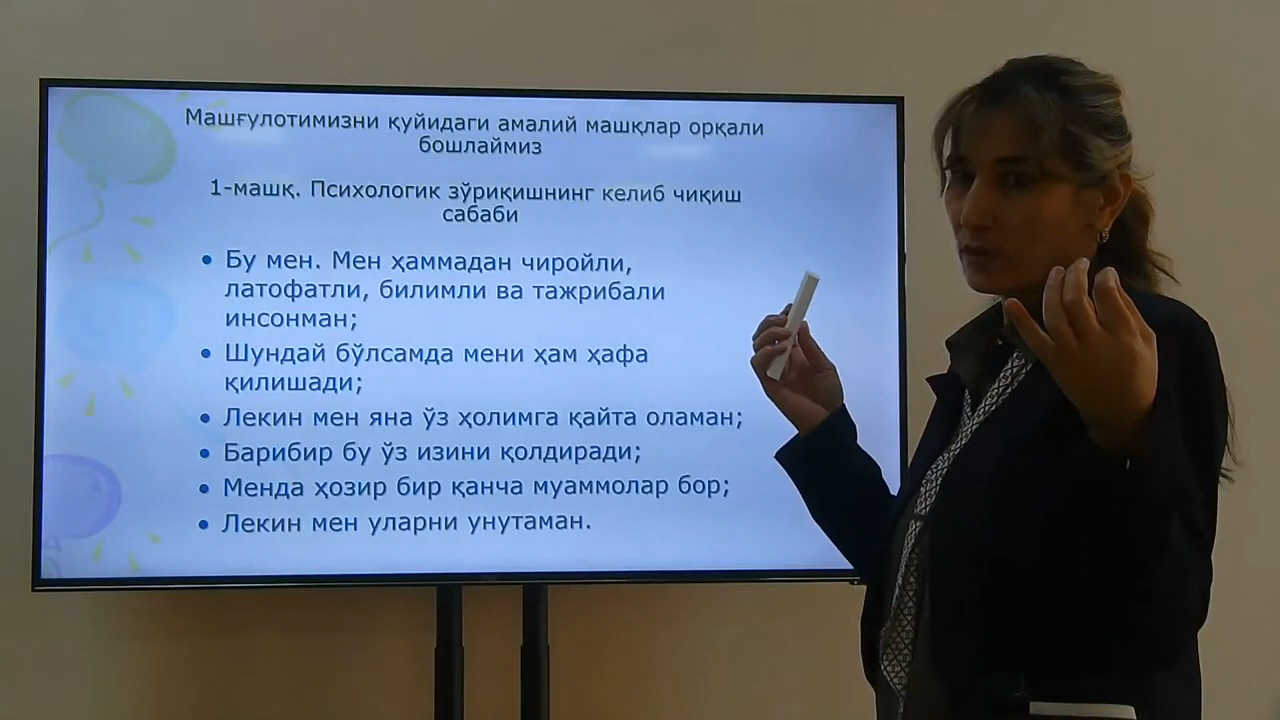 Машғулотимизни қуйидаги амалий машқлар орқали
бошлаймиз
1-машқ. Психологик зўриқишнинг келиб чиқиш
сабаби
• Бу мен. Мен ҳаммадан чиройли,
латофатли, билимли ва тажрибали
инсонман;
• Шундай бўлсамда мени ҳам ҳафа
қилишади;
• Лекин мен яна ўз ҳолимга қайта оламан;
• Барибир бу ўз изини қолдиради;
• Менда ҳозир бир қанча муаммолар бор;
• Лекин мен уларни унутаман.